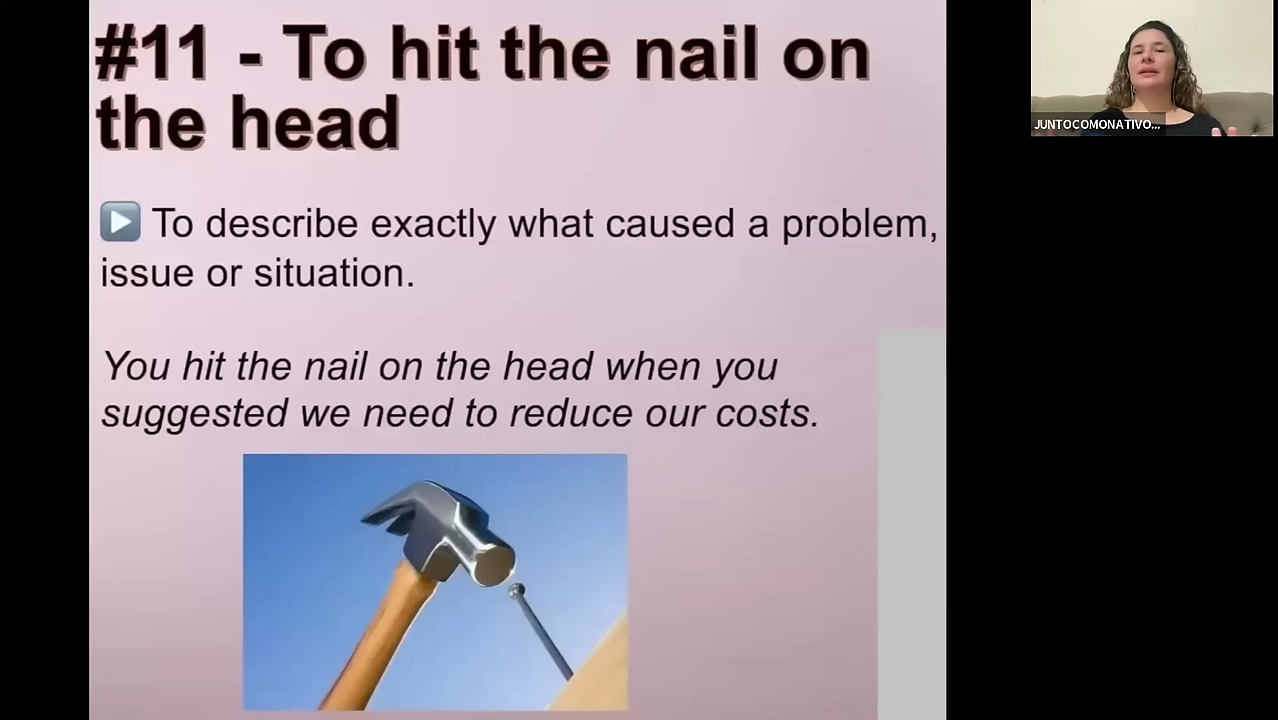 #11 - To hit the nail on
the head
To describe exactly what caused a problem,
issue or situation.
You hit the nail on the head when you
suggested we need to reduce our costs.
JUNTOCOMONATIVO...